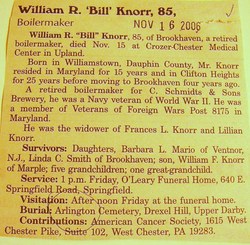 William R. 'Bill' Knorr, 85,
Boilermaker
NOV 16 2006
William R. "Bill" Knorr, 85, of Brookhaven, a retired
boilermaker, died Nov. 15 at Crozer-Chester Medical
Center in Upland.
Born in Williamstown, Dauphin County, Mr. Knorr
resided in Maryland for 15 years and in Clifton Heights
for 25 years before moving to Brookhaven four years ago.
A retired boilermaker for C. Schmidts & Sons
Brewery, he was a Navy veteran of World War II. He was
a member of Veterans of Foreign Wars Post 8175 in
Maryland.
He was the widower of Frances L. Knorr and Lillian
Knorr.
Survivors: Daughters, Barbara L. Mario of Ventnor,
N.J., Linda C. Smith of Brookhaven; son, William F. Knorr
of Marple; five grandchildren; one great-grandchild.
Service: 1 p.m. Friday, O'Leary Funeral Home, 640 E.
Springfield Road, Springfield.
Visitation: After noon Friday at the funeral home.
Burial: Arlington Cemetery, Drexel Hill, Upper Darby.
Contributions: American Cancer Society, 1615 West
Chester Pike, Suite 102, West Chester, PA 19283.